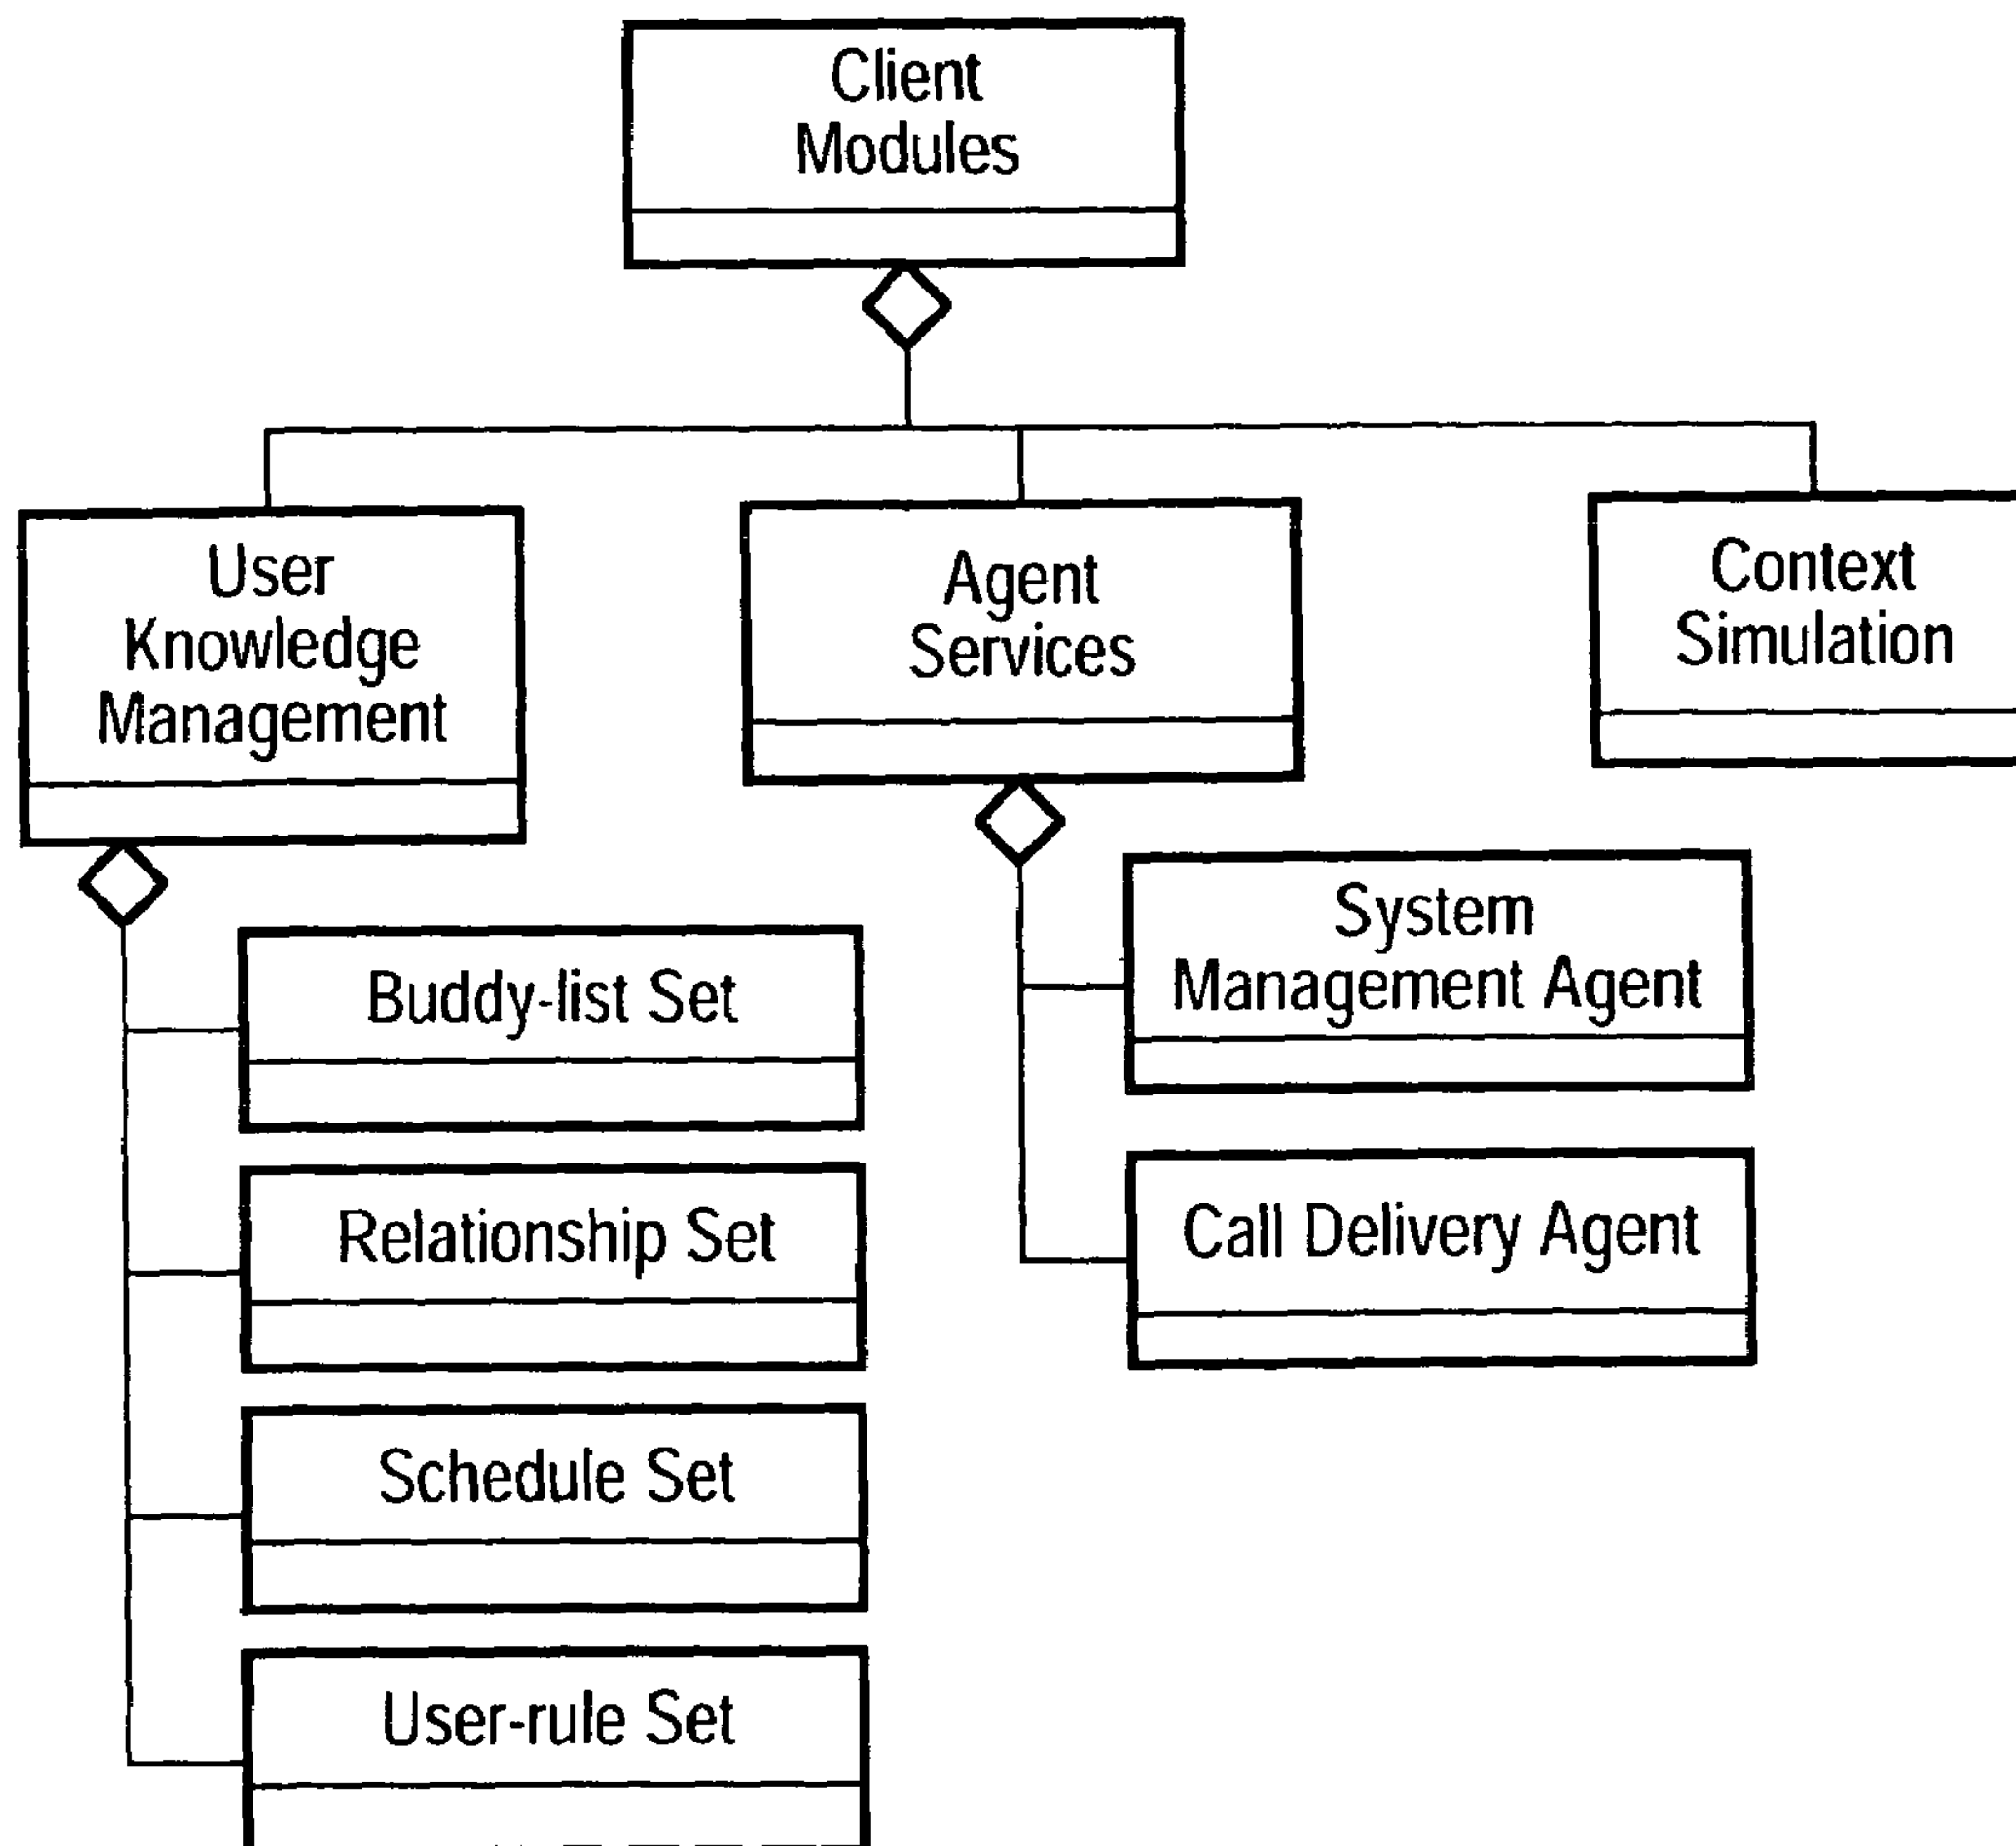 Client
Modules
User
Knowledge
Management
Agent
Services
Context
Simulation
Buddy-list Set
Relationship Set
Schedule Set
User-rule Set
System
Management Agent
Call Delivery Agent